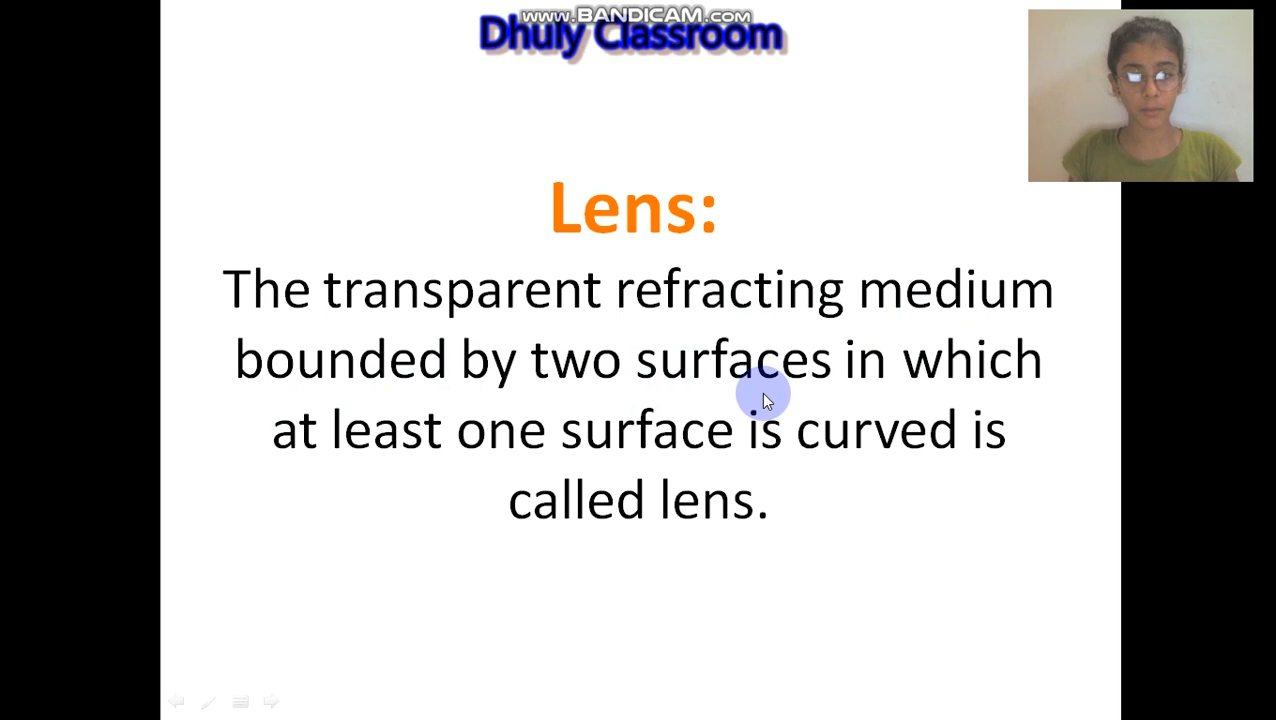 www.BANDICAM.com
Dhuly Classroom
Lens:
The transparent refracting medium
bounded by two surfaces in which
at least one surface is curved is
called lens.